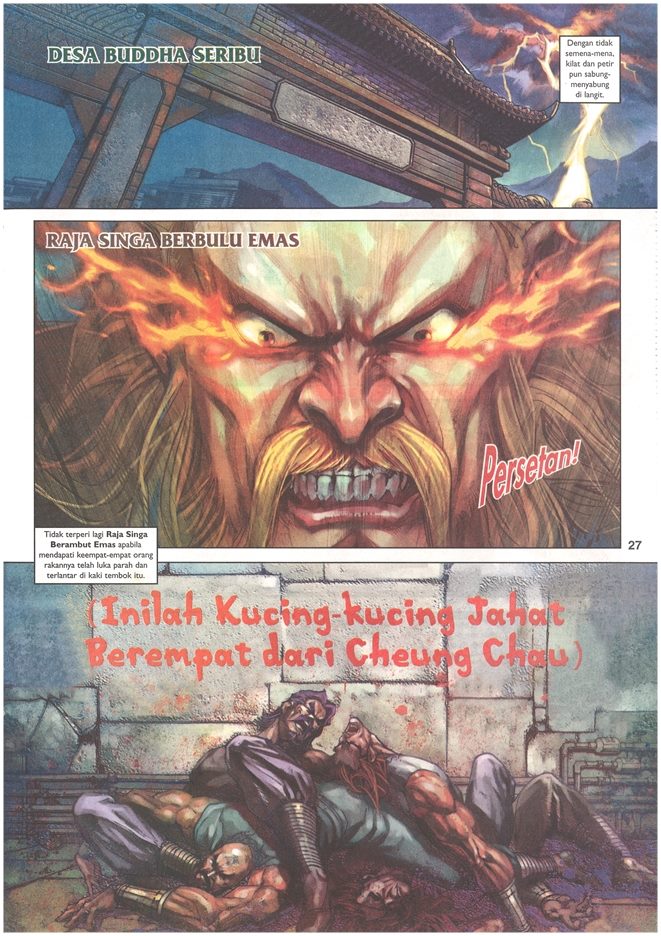 DESA BUDDHA SERIBU
Dengan tidak
semena-mena,
kilat dan petir
pun sabung-
menyabung
di langit.
RAJA SINGA BERBULU EMAS
Persetan!
Tidak terperi lagi Raja Singa
Berambut Emas apabila
mendapati keempat-empat orang
rakannya telah luka parah dan
terlantar di kaki tembok itu.
27
(Inilah Kucing-kucing Jahat
Berempat dari Cheung Chau)